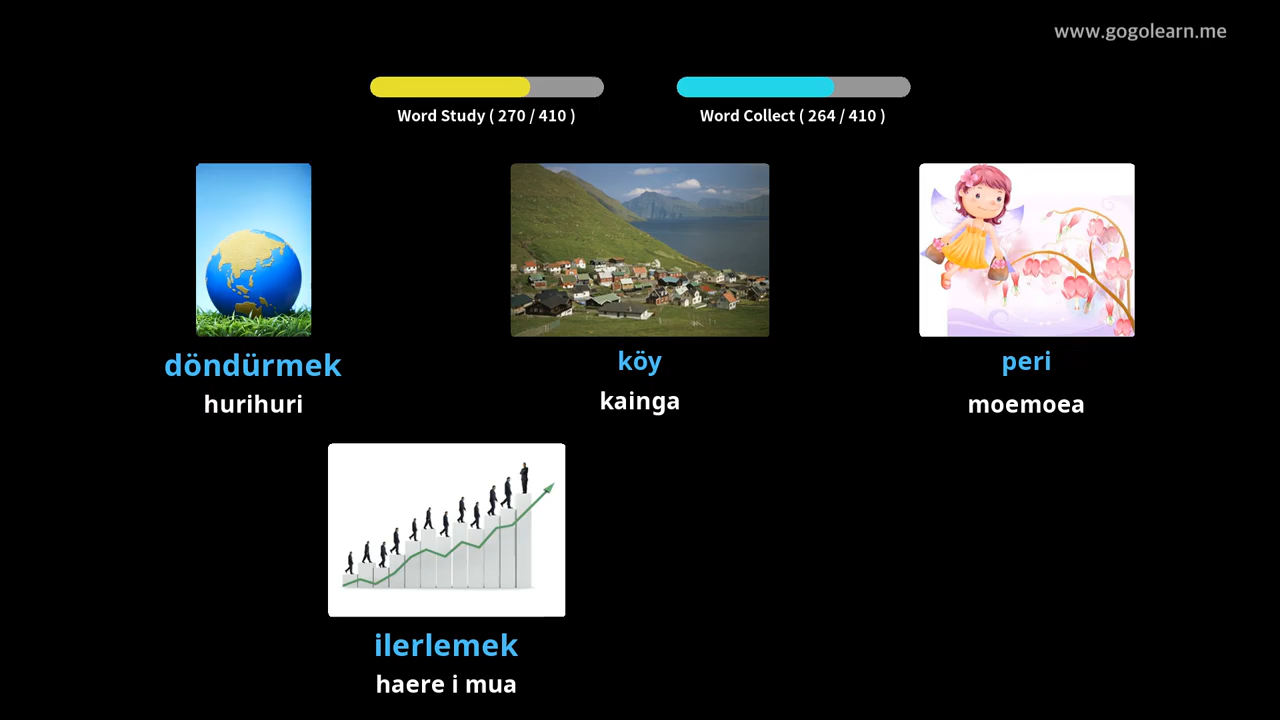 www.gogolearn.me
Word Study ( 270 / 410 )
Word Collect ( 264 / 410 )
döndürmek
hurihuri
köy
kainga
peri
moemoea
ilerlemek
haere i mua